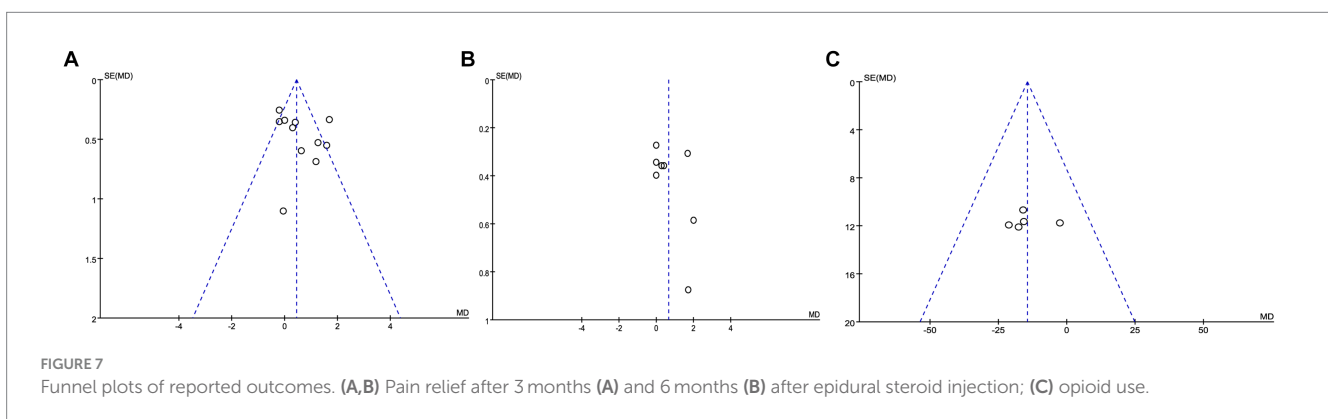 A
B
C
SE(MD)
0
0.5
1
1.5
2
-4
-2
0
2
4
MD
SE(MD)
0
0.2
0.4
0.6
0.8
1
-4
-2
0
2
4
MD
SE(MD)
0
4
8
12
16
20
-50
-25
0
25
50
MD
FIGURE 7
Funnel plots of reported outcomes. (A,B) Pain relief after 3 months (A) and 6 months (B) after epidural steroid injection; (C) opioid use.